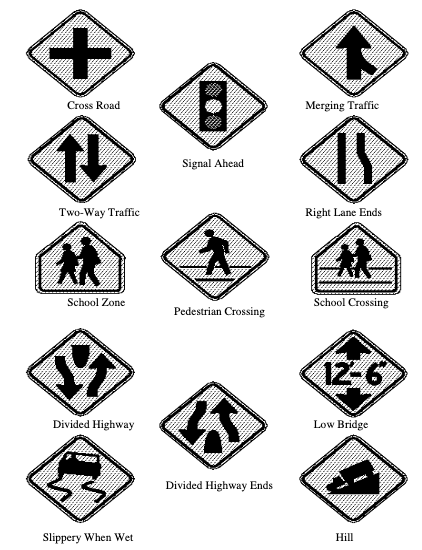 Cross Road
Merging Traffic
Signal Ahead
Two-Way Traffic
Right Lane Ends
School Zone
Pedestrian Crossing
School Crossing
12'-6"
Divided Highway
Low Bridge
Divided Highway Ends
Slippery When Wet
Hill